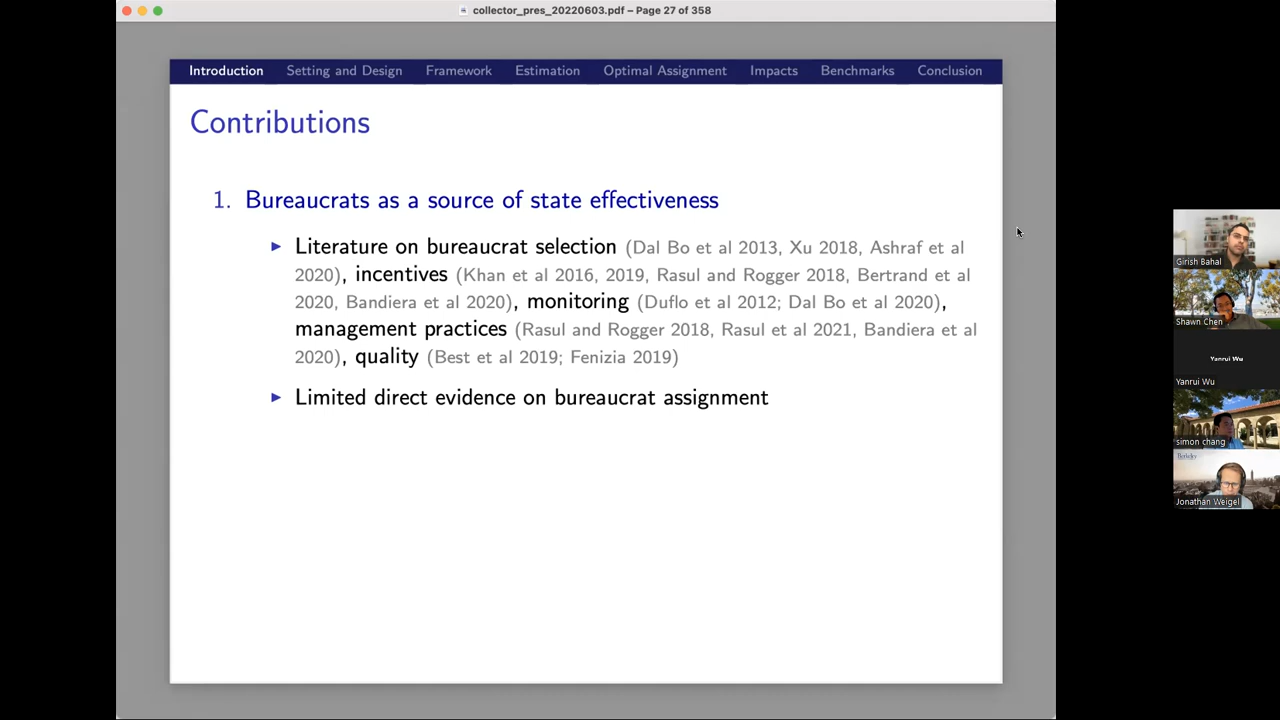 collector_pres_20220603.pdf – Page 27 of 358
Introduction Setting and Design Framework Estimation Optimal Assignment Impacts Benchmarks Conclusion
Contributions
1. Bureaucrats as a source of state effectiveness
▶ Literature on bureaucrat selection (Dal Bo et al 2013, Xu 2018, Ashraf et al
2020), incentives (Khan et al 2016, 2019, Rasul and Rogger 2018, Bertrand et al
2020, Bandiera et al 2020), monitoring (Duflo et al 2012; Dal Bo et al 2020),
management practices (Rasul and Rogger 2018, Rasul et al 2021, Bandiera et al
2020), quality (Best et al 2019; Fenizia 2019)
▶ Limited direct evidence on bureaucrat assignment
Girish Bahal
Shawn Chen
Yanrui Wu
Yanrui Wu
simon chang
Berkeley
Jonathan Weigel